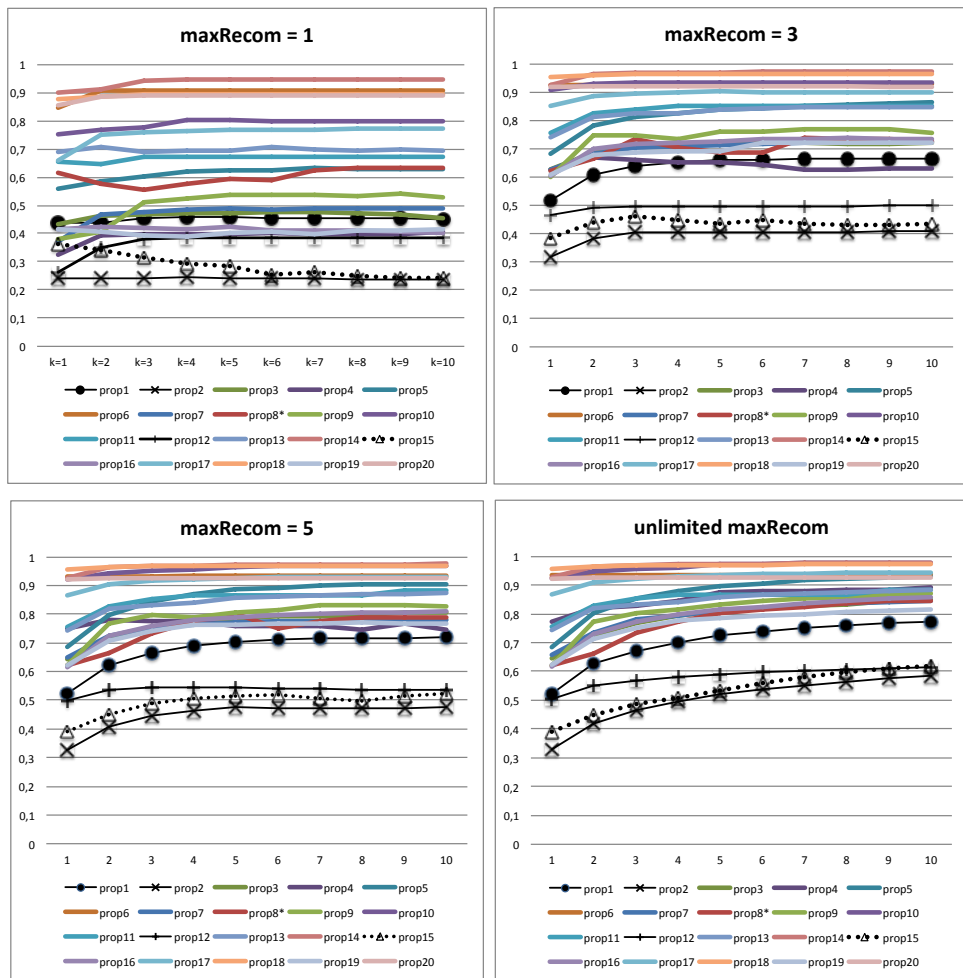 maxRecom = 1
1
0,9
0,8
0,7
0,6
0,5
0,4
0,3
0,2
0,1
0
k=1 k=2 k=3 k=4 k=5 k=6 k=7 k=8 k=9 k=10
prop1 prop2 prop3 prop4 prop5
prop6 prop7 prop8* prop9 prop10
prop11 prop12 prop13 prop14 prop15
prop16 prop17 prop18 prop19 prop20
maxRecom = 3
1
0,9
0,8
0,7
0,6
0,5
0,4
0,3
0,2
0,1
0
1 2 3 4 5 6 7 8 9 10
prop1 prop2 prop3 prop4 prop5
prop6 prop7 prop8* prop9 prop10
prop11 prop12 prop13 prop14 prop15
prop16 prop17 prop18 prop19 prop20
maxRecom = 5
1
0,9
0,8
0,7
0,6
0,5
0,4
0,3
0,2
0,1
0
1 2 3 4 5 6 7 8 9 10
prop1 prop2 prop3 prop4 prop5
prop6 prop7 prop8* prop9 prop10
prop11 prop12 prop13 prop14 prop15
prop16 prop17 prop18 prop19 prop20
unlimited maxRecom
1
0,9
0,8
0,7
0,6
0,5
0,4
0,3
0,2
0,1
0
1 2 3 4 5 6 7 8 9 10
prop1 prop2 prop3 prop4 prop5
prop6 prop7 prop8* prop9 prop10
prop11 prop12 prop13 prop14 prop15
prop16 prop17 prop18 prop19 prop20